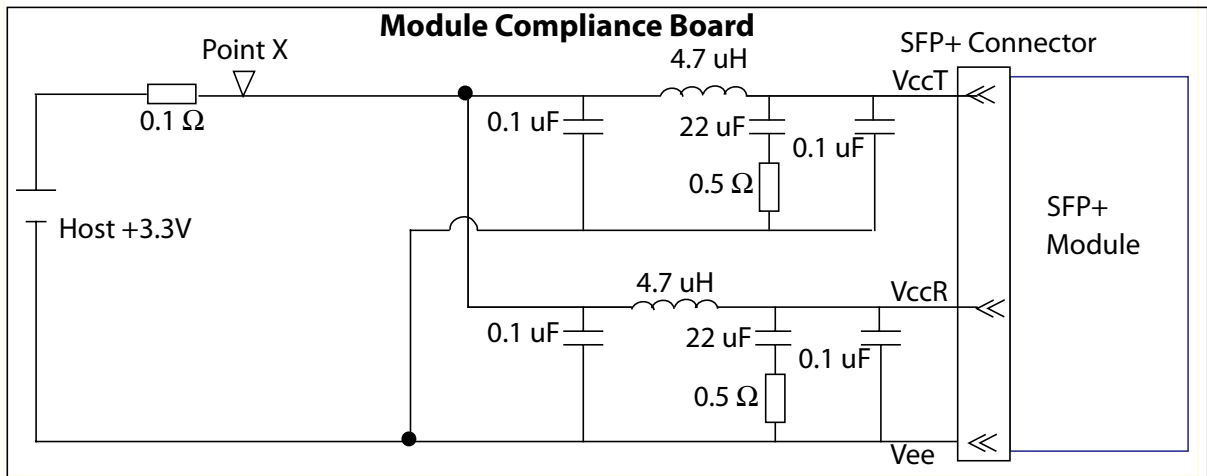 Module Compliance Board
Point X
SFP+ Connector
4.7 uH
VccT
0.1 Ω
0.1 uF
22 uF
0.1 uF
0.5 Ω
Host +3.3V
SFP+
Module
4.7 uH
VccR
0.1 uF
22 uF
0.1 uF
0.5 Ω
Vee